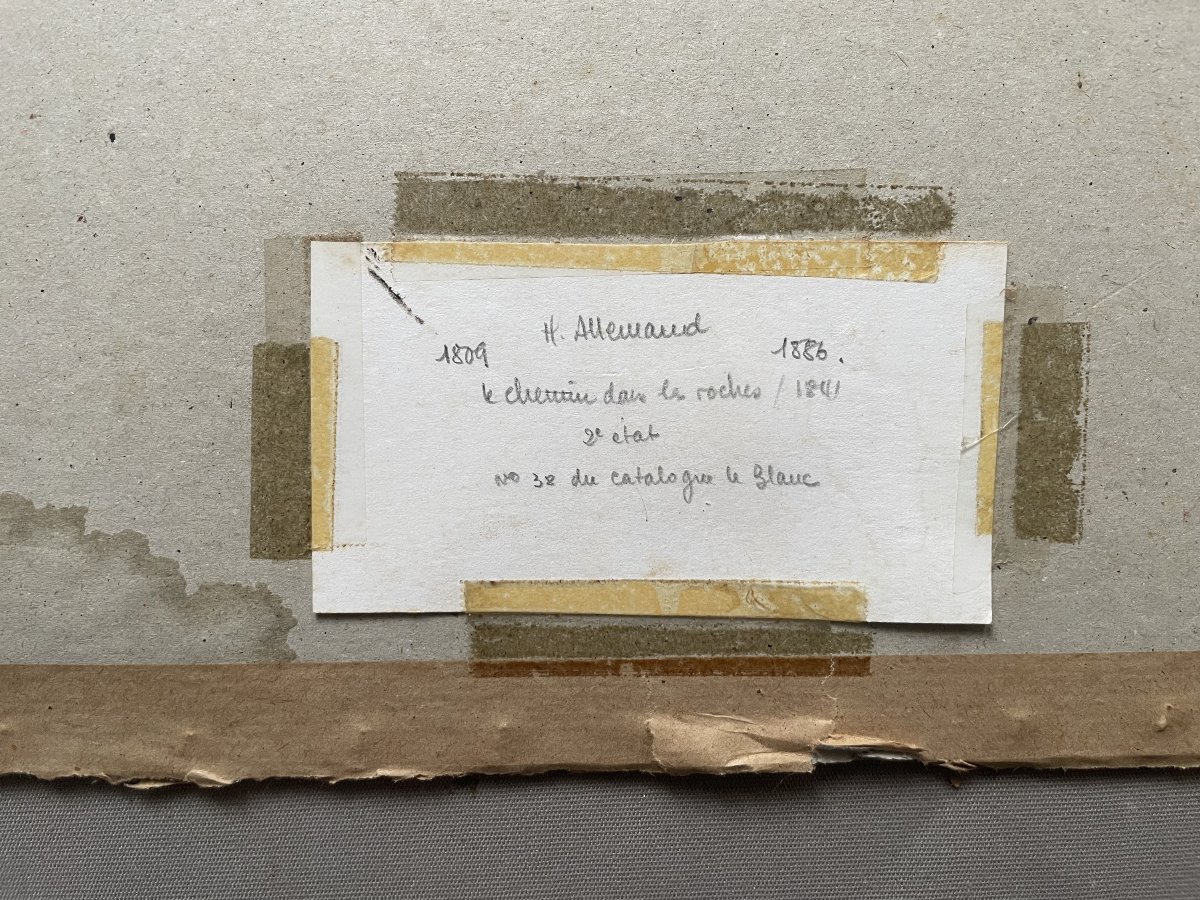 H. Allemand
1809 1886.
le chemin dans les roches / 1841
2e état
No 38 du catalogue le Blanc